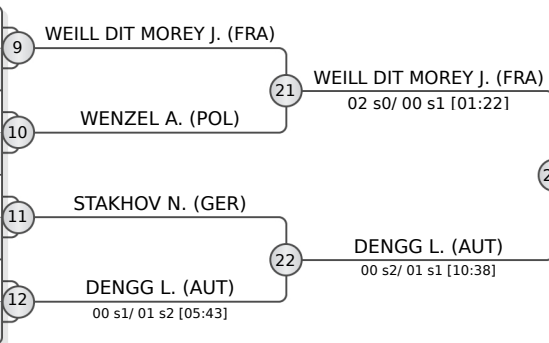 9
WEILL DIT MOREY J. (FRA)
21
WEILL DIT MOREY J. (FRA)
02 s0/ 00 s1 [01:22]
10
WENZEL A. (POL)
11
STAKHOV N. (GER)
22
DENGG L. (AUT)
00 s2/ 01 s1 [10:38]
12
DENGG L. (AUT)
00 s1/ 01 s2 [05:43]